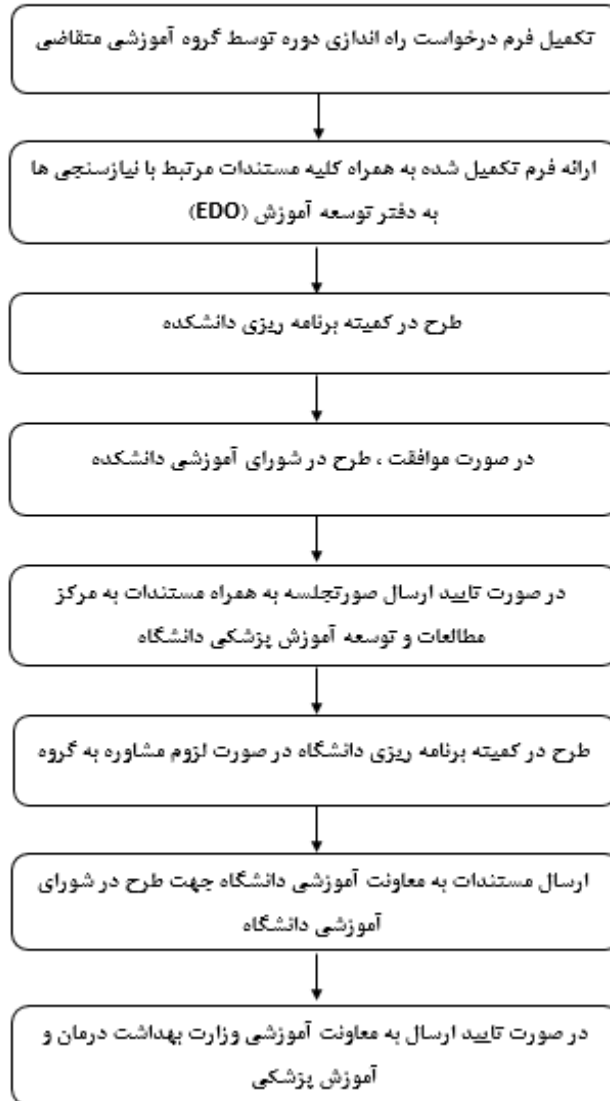 تکمیل فرم درخواست راه اندازی دوره توسط گروه آموزشی متقاضی
ارائه فرم تکمیل شده به همراه کلیه مستندات مرتبط با نیازسنجی ها
به دفتر توسعه آموزش (EDO)
طرح در کمیته برنامه ریزی دانشکده
در صورت موافقت ، طرح در شورای آموزشی دانشکده
در صورت تایید ارسال صورتجلسه به همراه مستندات به مرکز
مطالعات و توسعه آموزش پزشکی دانشگاه
طرح در کمیته برنامه ریزی دانشگاه در صورت لزوم مشاوره به گروه
ارسال مستندات به معاونت آموزشی دانشگاه جهت طرح در شورای
آموزشی دانشگاه
در صورت تایید ارسال به معاونت آموزشی وزارت بهداشت درمان و
آموزش پزشکی